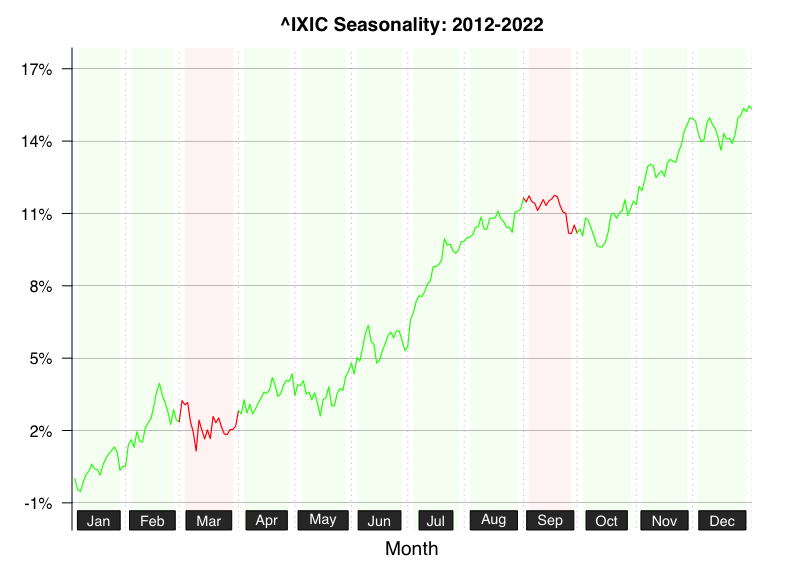 ^IXIC Seasonality: 2012-2022
17%
14%
11%
8%
5%
2%
-1%
Jan Feb Mar Apr May Jun Jul Aug Sep Oct Nov Dec
Month